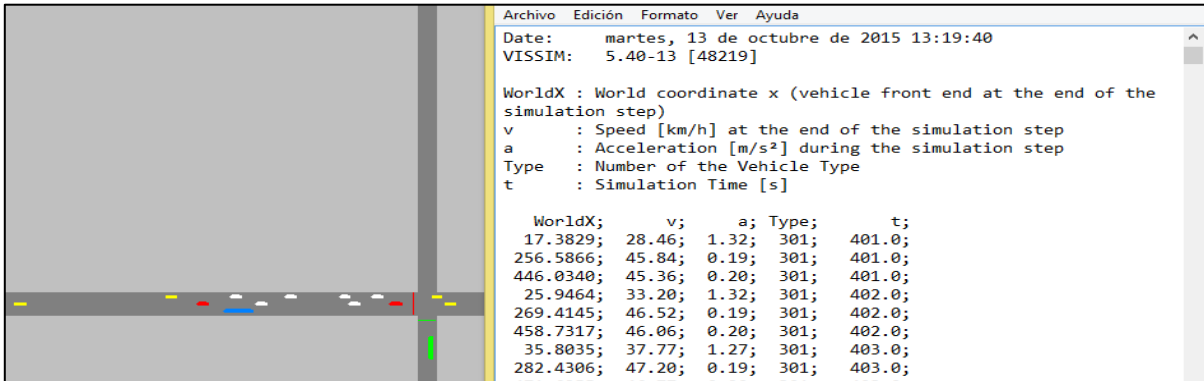 Archivo Edición Formato Ver Ayuda
Date: martes, 13 de octubre de 2015 13:19:40
VISSIM: 5.40-13 [48219]
WorldX : World coordinate x (vehicle front end at the end of the
simulation step)
v : Speed [km/h] at the end of the simulation step
a : Acceleration [m/s²] during the simulation step
Type : Number of the Vehicle Type
t : Simulation Time [s]
WorldX; v; a; Type; t;
17.3829; 28.46; 1.32; 301; 401.0;
256.5866; 45.84; 0.19; 301; 401.0;
446.0340; 45.36; 0.20; 301; 401.0;
25.9464; 33.20; 1.32; 301; 402.0;
269.4145; 46.52; 0.19; 301; 402.0;
458.7317; 46.06; 0.20; 301; 402.0;
35.8035; 37.77; 1.27; 301; 403.0;
282.4306; 47.20; 0.19; 301; 403.0;